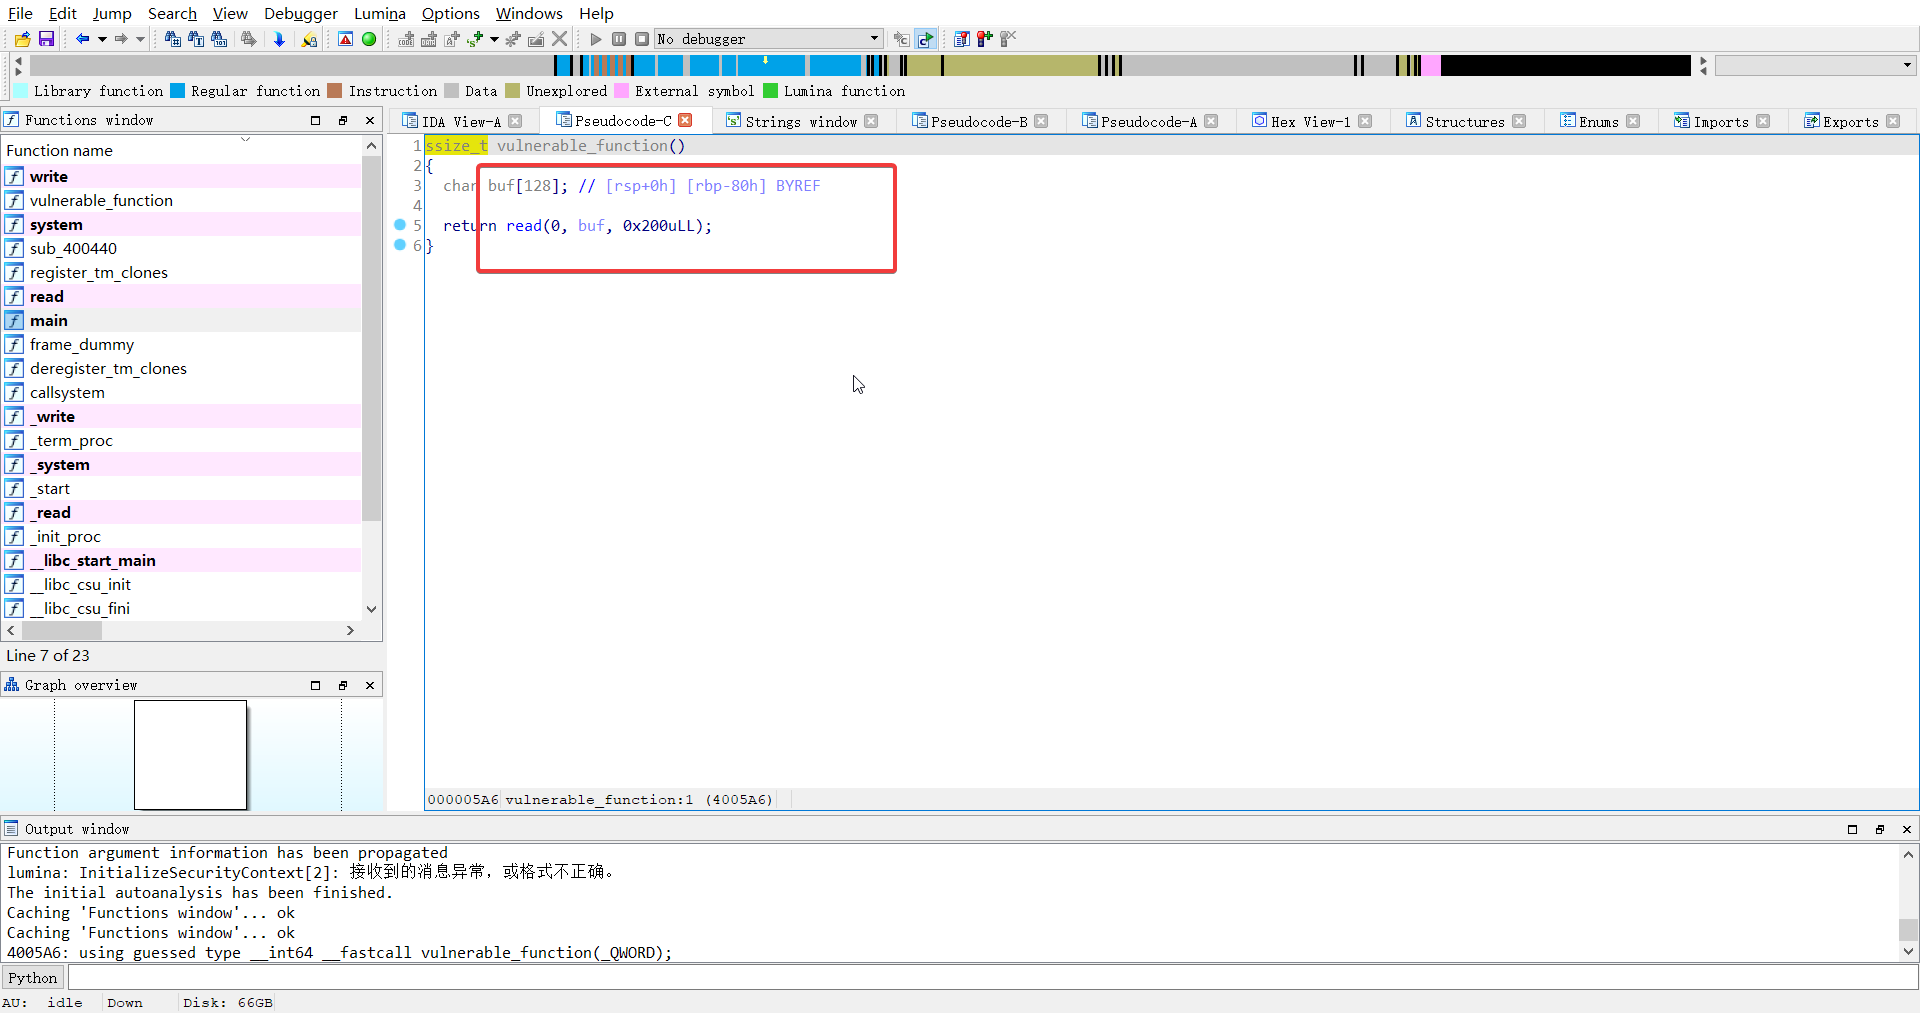 File Edit Jump Search View Debugger Lumina Options Windows Help
No debugger
Library function Regular function Instruction Data Unexplored External symbol Lumina function
Functions window
IDA View-A Pseudocode-C Strings window Pseudocode-B Pseudocode-A Hex View-1 Structures Enums Imports Exports
Function name
write
vulnerable_function
system
sub_400440
register_tm_clones
read
main
frame_dummy
deregister_tm_clones
callsystem
_write
_term_proc
_system
_start
_read
_init_proc
__libc_start_main
__libc_csu_init
__libc_csu_fini
Line 7 of 23
Graph overview
1 ssize_t vulnerable_function()
2 {
3 char buf[128]; // [rsp+0h] [rbp-80h] BYREF
4
5 return read(0, buf, 0x200uLL);
6 }
000005A6 vulnerable_function:1 (4005A6)
Output window
Function argument information has been propagated
lumina: InitializeSecurityContext[2]: 接收到的消息异常，或格式不正确。
The initial autoanalysis has been finished.
Caching 'Functions window'... ok
Caching 'Functions window'... ok
4005A6: using guessed type __int64 __fastcall vulnerable_function(_QWORD);
Python
AU: idle Down Disk: 66GB